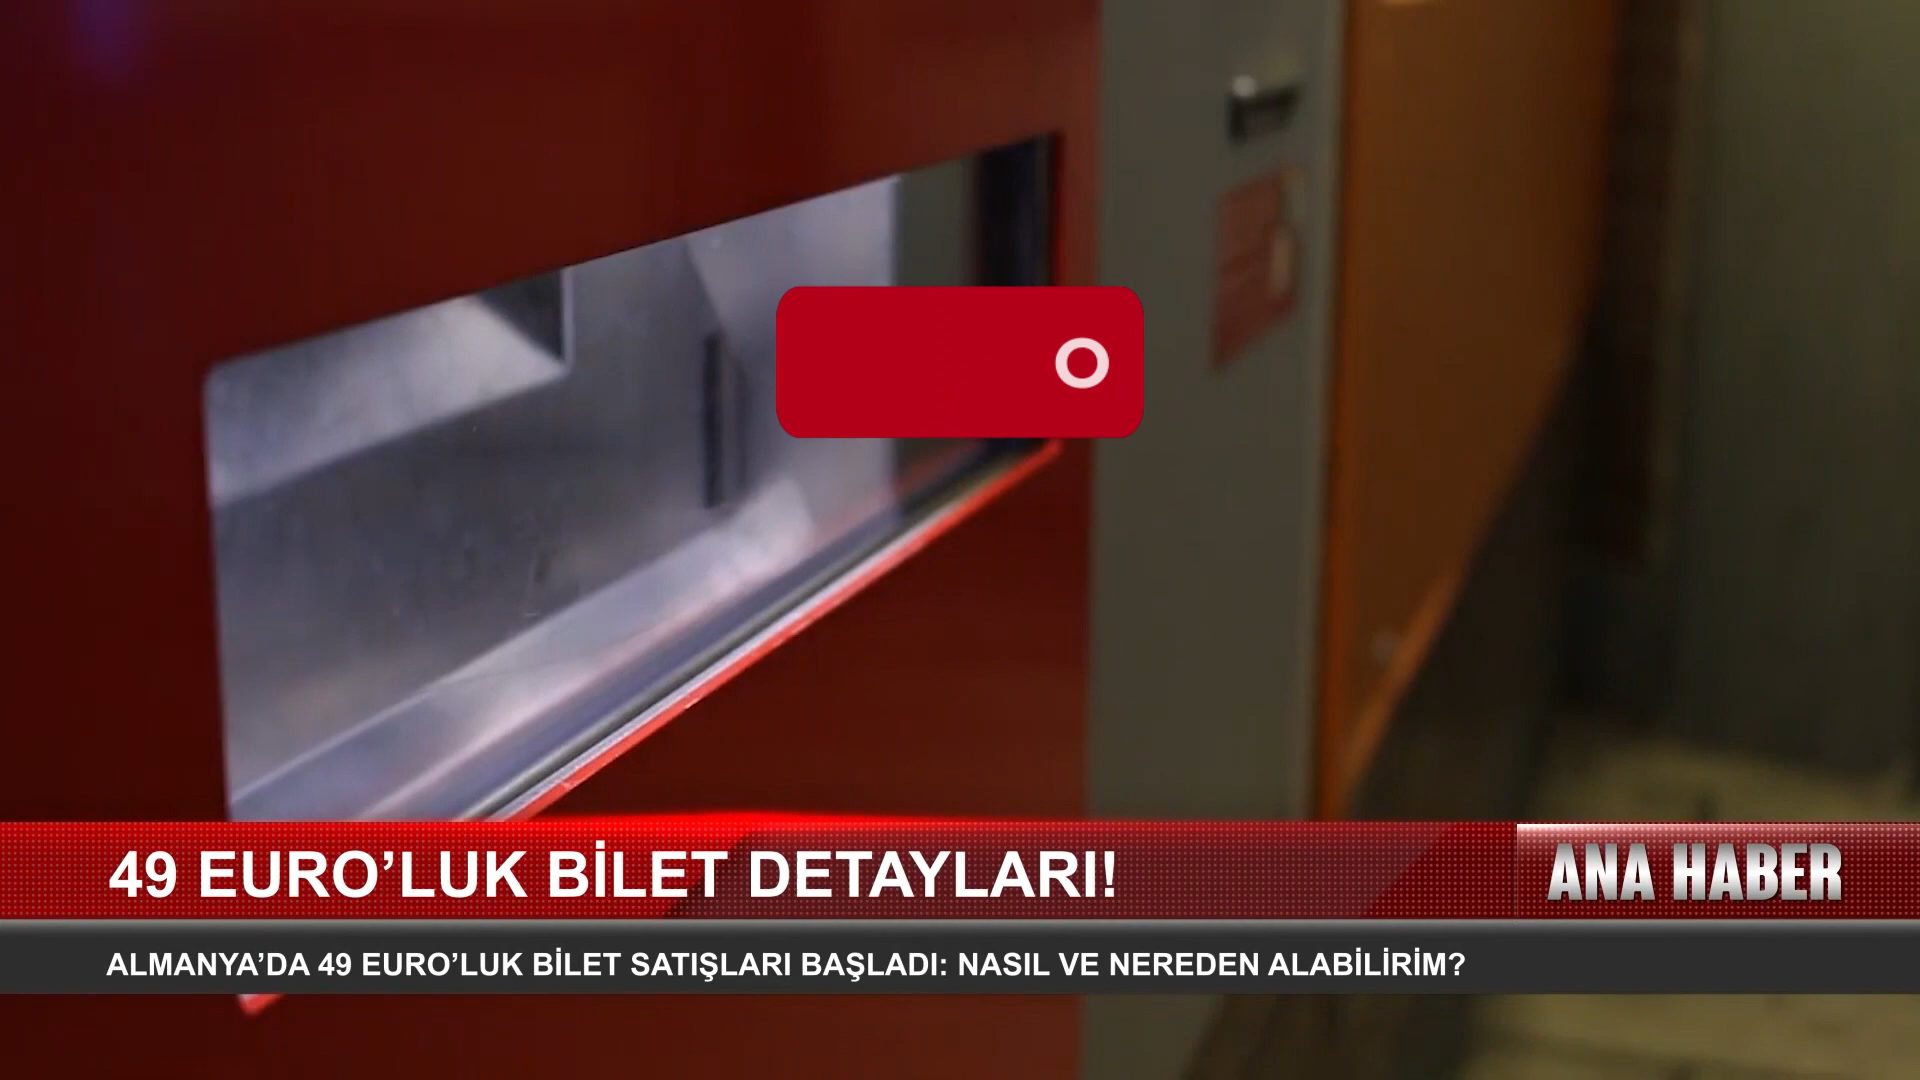 49 EURO’LUK BİLET DETAYLARI!
ANA HABER
ALMANYA’DA 49 EURO’LUK BİLET SATIŞLARI BAŞLADI: NASIL VE NEREDEN ALABİLİRİM?